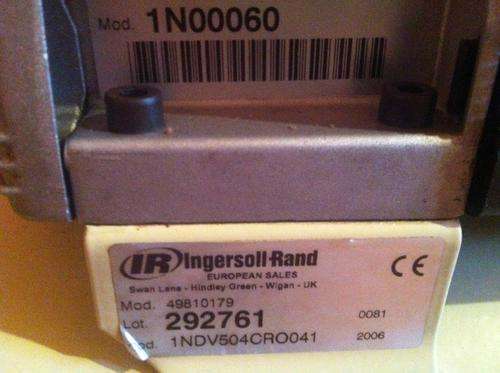 Mod. 1N00060
IR Ingersoll-Rand
EUROPEAN SALES
Swan Lane - Hindley Green - Wigan - UK
CE
Mod. 49810179
Lot. 292761 0081
od. 1NDV504CRO041 2006